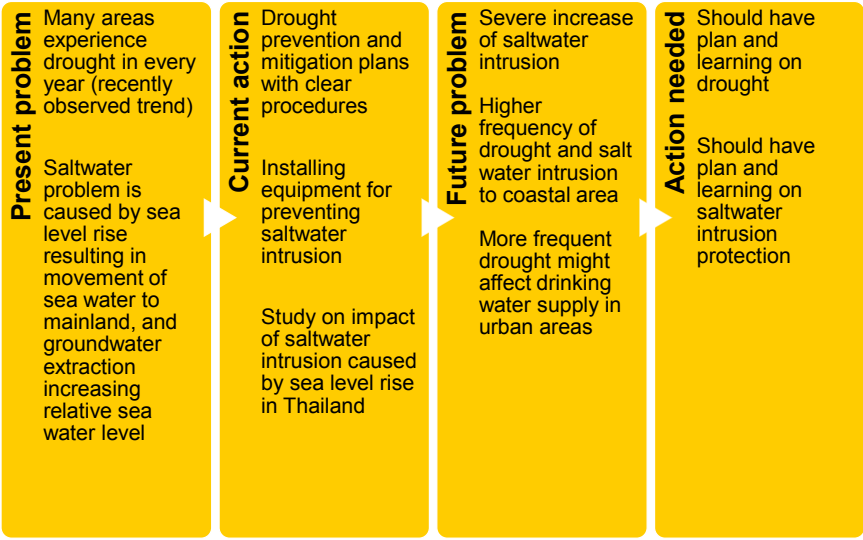 Present problem
Many areas
experience
drought in every
year (recently
observed trend)
Saltwater
problem is
caused by sea
level rise
resulting in
movement of
sea water to
mainland, and
groundwater
extraction
increasing
relative sea
water level
Current action
Drought
prevention and
mitigation plans
with clear
procedures
Installing
equipment for
preventing
saltwater
intrusion
Study on impact
of saltwater
intrusion caused
by sea level rise
in Thailand
Future problem
Severe increase
of saltwater
intrusion
Higher
frequency of
drought and salt
water intrusion
to coastal area
More frequent
drought might
affect drinking
water supply in
urban areas
Action needed
Should have
plan and
learning on
drought
Should have
plan and
learning on
saltwater
intrusion
protection